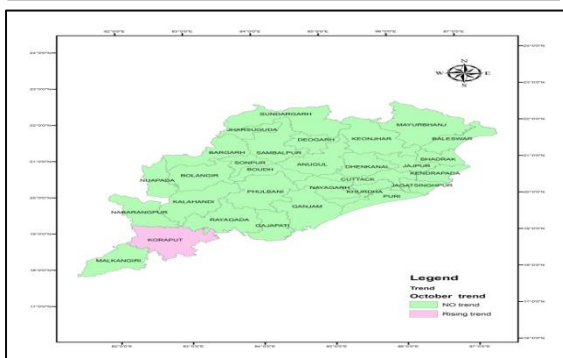 N
W E
S
SUNDARGARH
JHARSUGUDA
DEOGARH
KEONJHAR
MAYURBHANJ
BALESWAR
BARGARH
SAMBALPUR
SONPUR
BOUDH
ANUGUL
DHENKANAL
JAJPUR
BHADRAK
KENDRAPADA
NUAPADA
BOLANGIR
CUTTACK
JAGATSINGHPUR
PHULBANI
NAYAGARH
KHURDHA
PURI
KALAHANDI
GANJAM
NABARANGPUR
RAYAGADA
GAJAPATI
KORAPUT
MALKANGIRI
Legend
Trend
October trend
NO trend
Rising trend